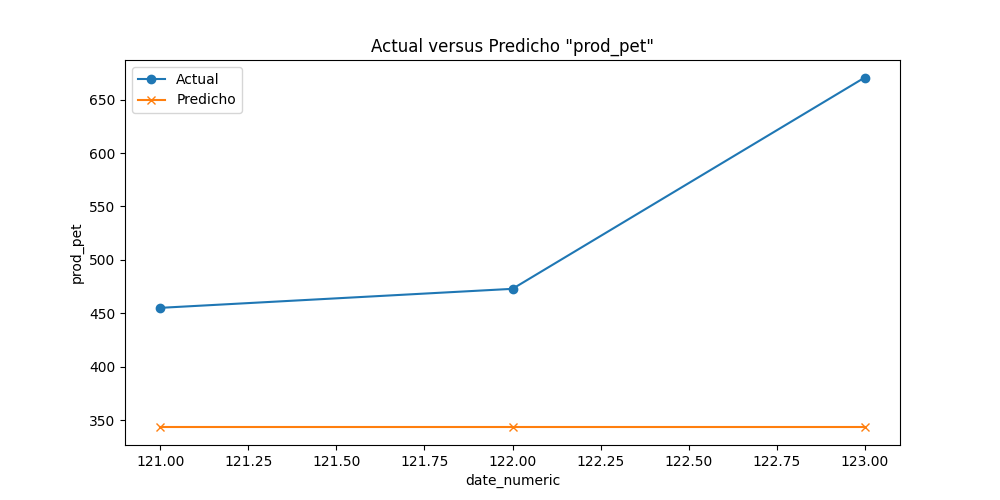 Actual versus Predicho "prod_pet"
Actual
Predicho
prod_pet
650
600
550
500
450
400
350
121.00 121.25 121.50 121.75 122.00 122.25 122.50 122.75 123.00
date_numeric